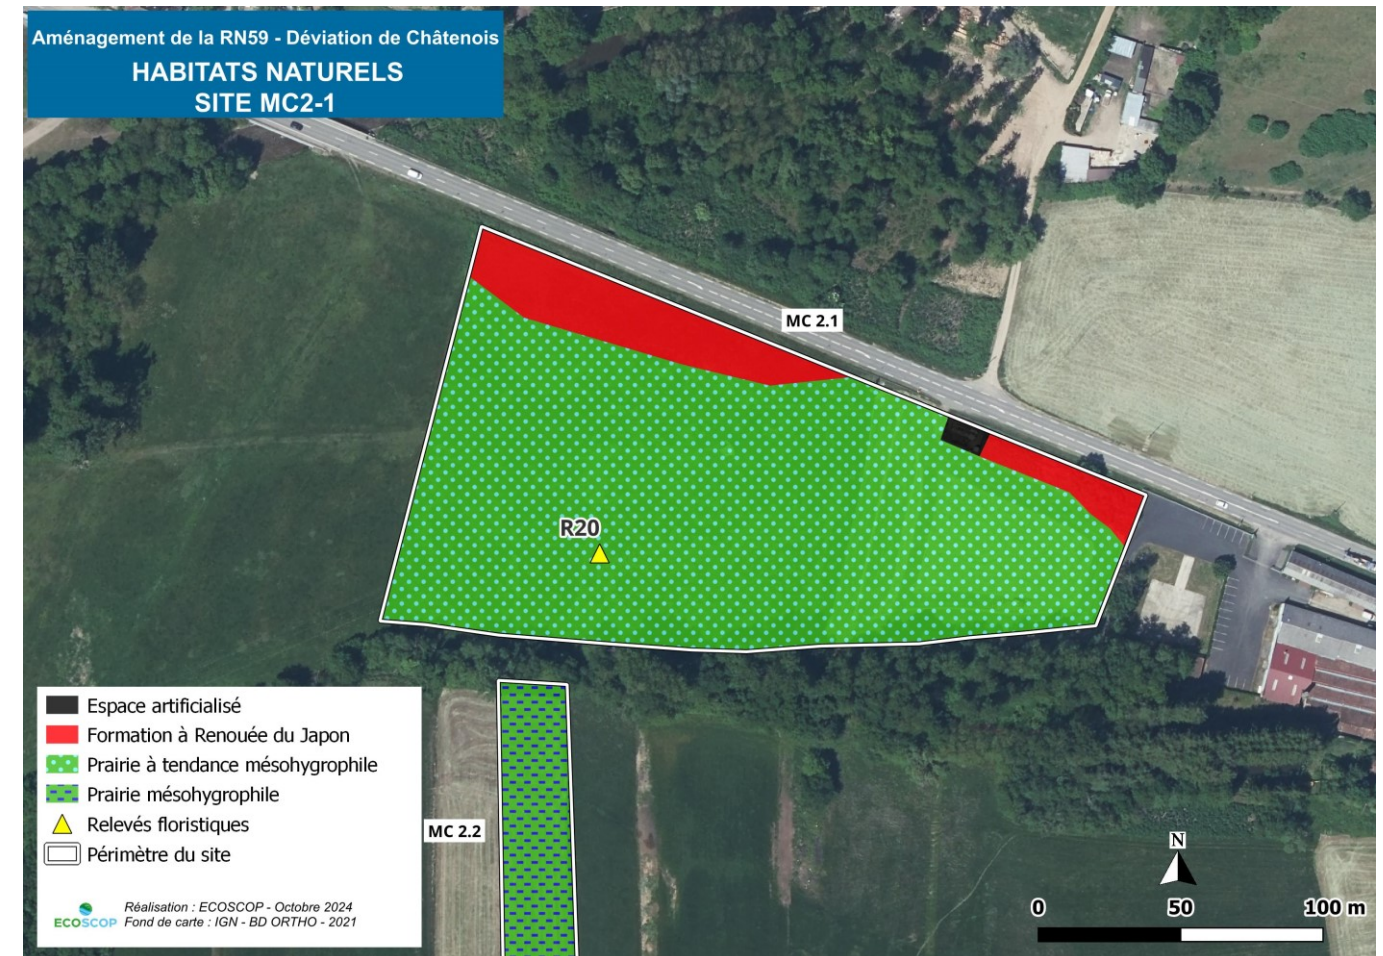 Aménagement de la RN59 - Déviation de Châtenois
HABITATS NATURELS
SITE MC2-1
MC 2.1
R20
MC 2.2
Espace artificialisé
Formation à Renouée du Japon
Prairie à tendance mésohygrophile
Prairie mésohygrophile
Relevés floristiques
Périmètre du site
ECOSCOP
Réalisation : ECOSCOP - Octobre 2024
Fond de carte : IGN - BD ORTHO - 2021
N
0 50 100 m